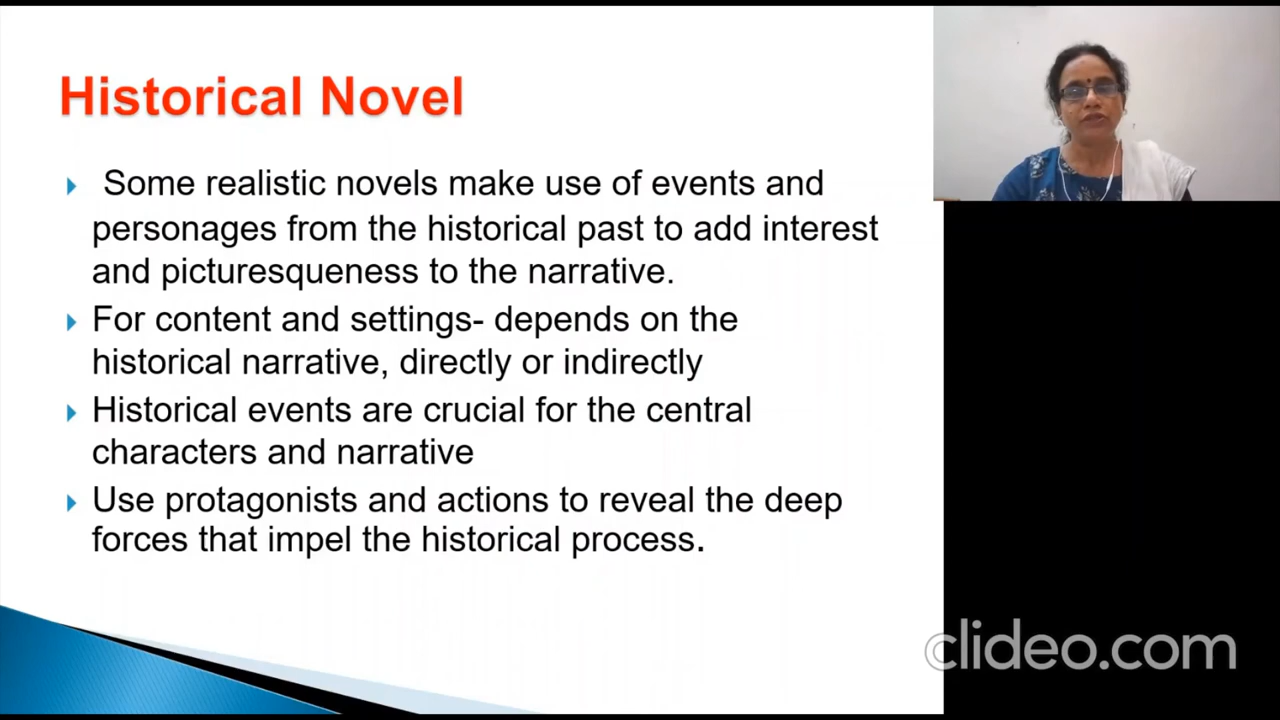 Historical Novel
Some realistic novels make use of events and
personages from the historical past to add interest
and picturesqueness to the narrative.
For content and settings- depends on the
historical narrative, directly or indirectly
Historical events are crucial for the central
characters and narrative
Use protagonists and actions to reveal the deep
forces that impel the historical process.
clideo.com